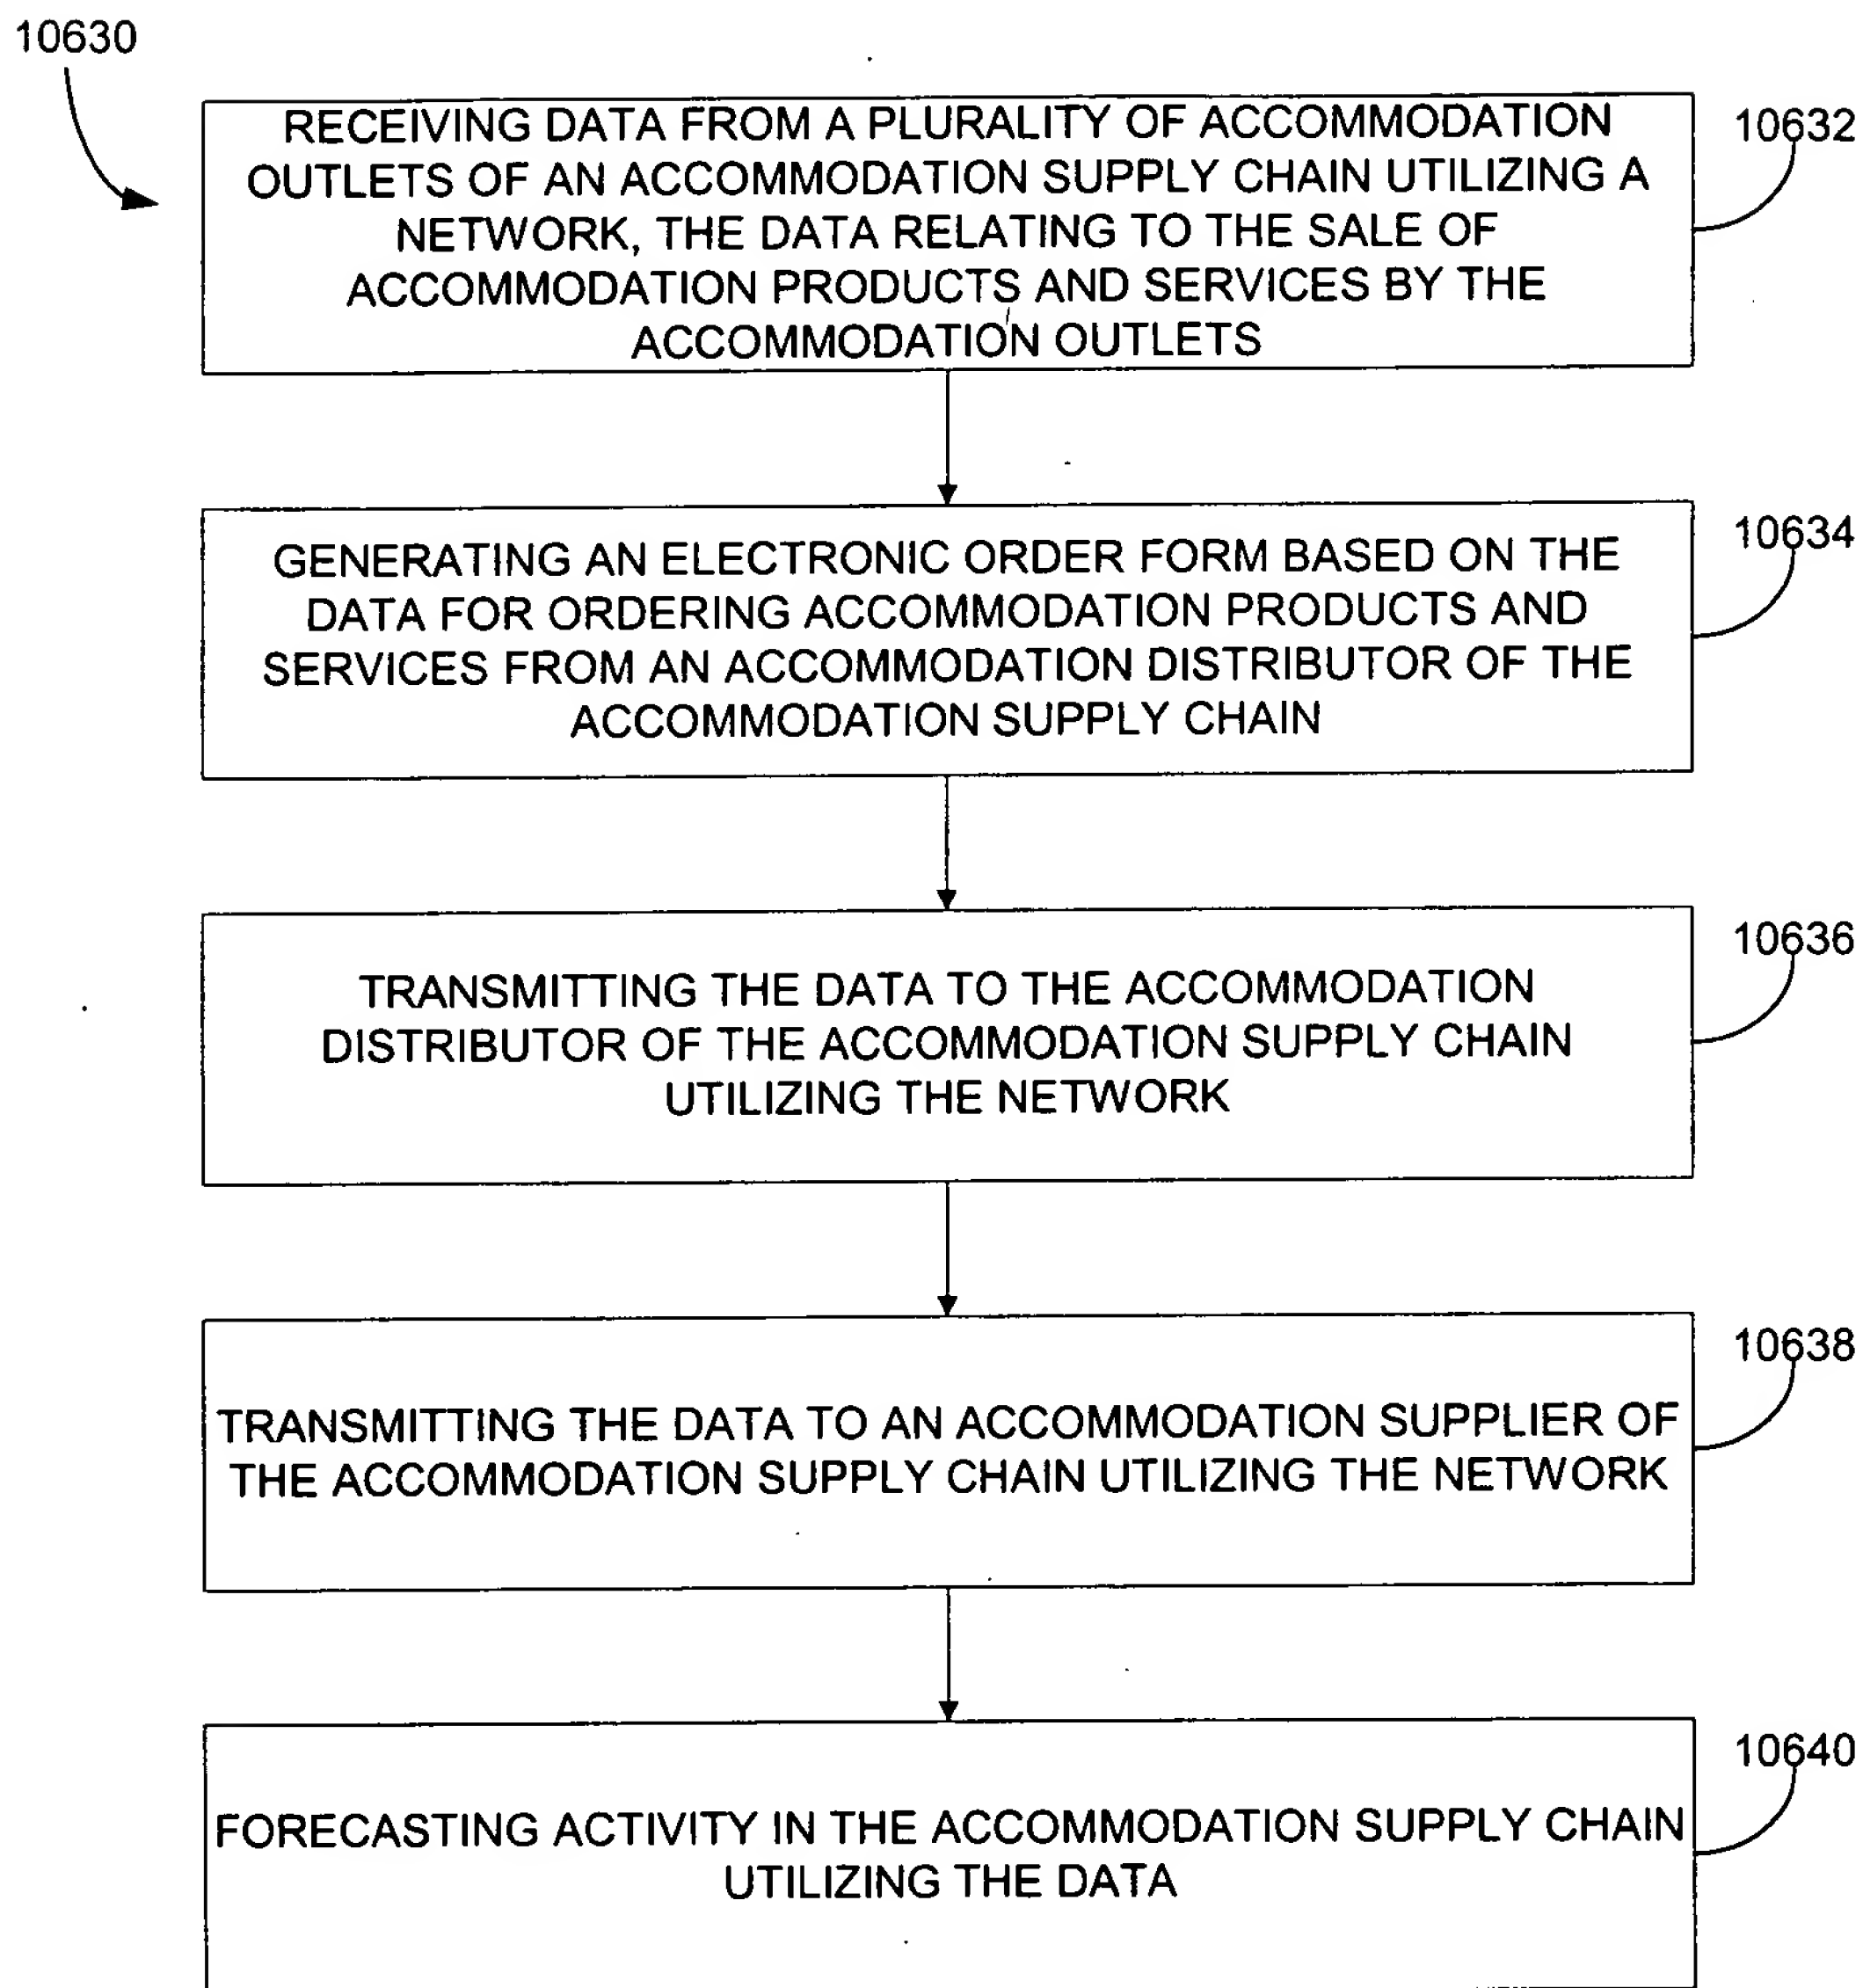 10630
RECEIVING DATA FROM A PLURALITY OF ACCOMMODATION
OUTLETS OF AN ACCOMMODATION SUPPLY CHAIN UTILIZING A
NETWORK, THE DATA RELATING TO THE SALE OF
ACCOMMODATION PRODUCTS AND SERVICES BY THE
ACCOMMODATION OUTLETS
10632
GENERATING AN ELECTRONIC ORDER FORM BASED ON THE
DATA FOR ORDERING ACCOMMODATION PRODUCTS AND
SERVICES FROM AN ACCOMMODATION DISTRIBUTOR OF THE
ACCOMMODATION SUPPLY CHAIN
10634
TRANSMITTING THE DATA TO THE ACCOMMODATION
DISTRIBUTOR OF THE ACCOMMODATION SUPPLY CHAIN
UTILIZING THE NETWORK
10636
TRANSMITTING THE DATA TO AN ACCOMMODATION SUPPLIER OF
THE ACCOMMODATION SUPPLY CHAIN UTILIZING THE NETWORK
10638
FORECASTING ACTIVITY IN THE ACCOMMODATION SUPPLY CHAIN
UTILIZING THE DATA
10640